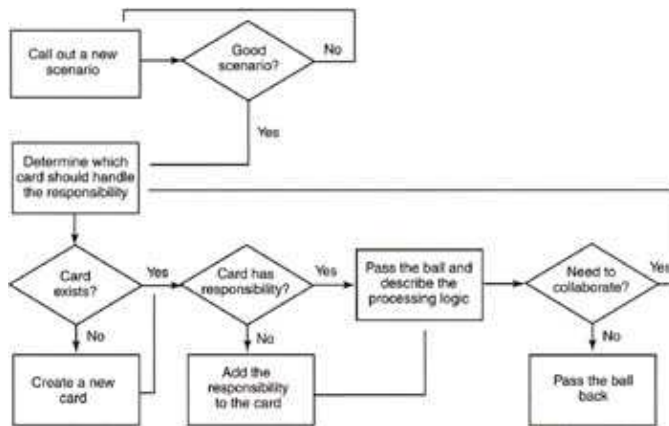 Call out a new
scenario
Good
scenario?
No
Yes
Determine which
card should handle
the responsibility
Card
exists?
Yes
Card has
responsibility?
Yes
Pass the ball and
describe the
processing logic
Need to
collaborate?
Yes
No
No
No
Create a new
card
Add the
responsibility
to the card
Pass the ball
back